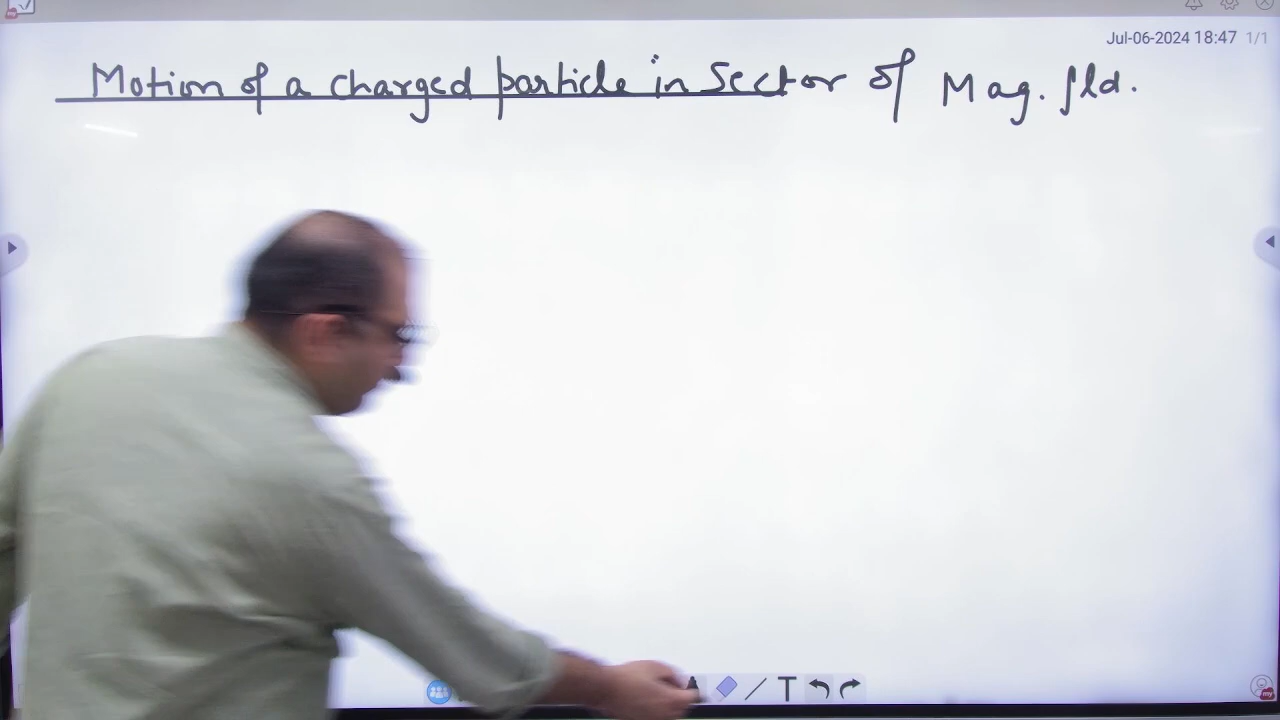 Jul-06-2024 18:47 1/1
Motion of a charged particle in Sector of Mag. fld.
T